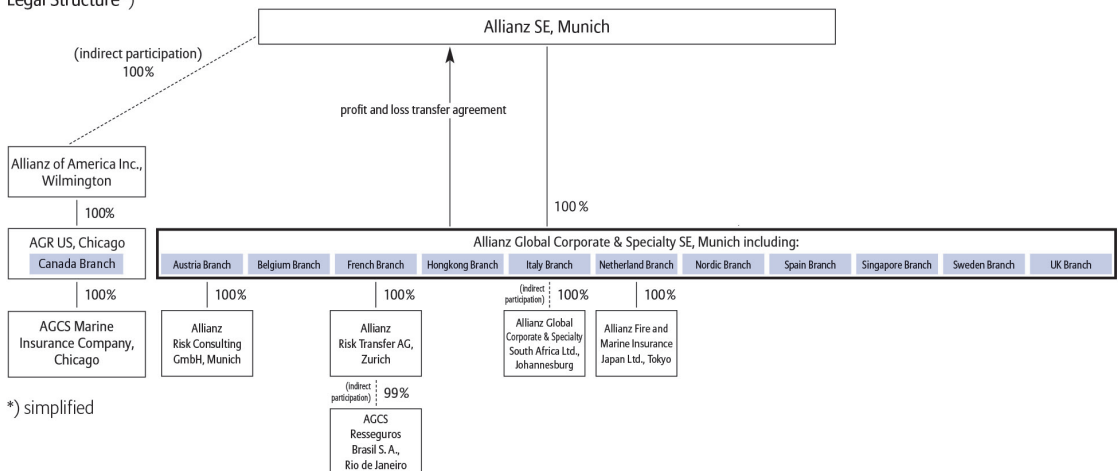 Legal Structure *)
Allianz SE, Munich
(indirect participation)
100%
profit and loss transfer agreement
Allianz of America Inc.,
Wilmington
100%
100 %
AGR US, Chicago
Canada Branch
Allianz Global Corporate & Specialty SE, Munich including:
Austria Branch
Belgium Branch
French Branch
Hongkong Branch
Italy Branch
Netherland Branch
Nordic Branch
Spain Branch
Singapore Branch
Sweden Branch
UK Branch
100%
100%
100%
(indirect
participation)
100%
100%
AGCS Marine
Insurance Company,
Chicago
Allianz
Risk Consulting
GmbH, Munich
Allianz
Risk Transfer AG,
Zurich
Allianz Global
Corporate & Specialty
South Africa Ltd.,
Johannesburg
Allianz Fire and
Marine Insurance
Japan Ltd., Tokyo
(indirect
participation)
99%
AGCS
Resseguros
Brasil S. A.,
Rio de Janeiro
*) simplified